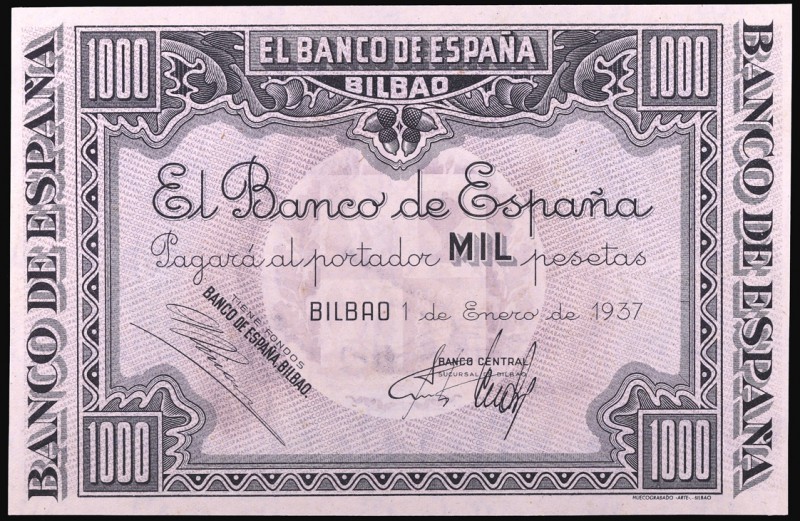 1000
EL BANCO DE ESPAÑA
1000
BILBAO
BANCO DE ESPAÑA
BANCO DE ESPAÑA
El Banco de España
Pagará al portador MIL pesetas
BILBAO 1 de Enero de 1937
TIENE FONDOS
BANCO DE ESPAÑA, BILBAO.
BANCO CENTRAL
SUCURSAL DE BILBAO
1000
1000
HUECOGRABADO «ARTE».-BILBAO